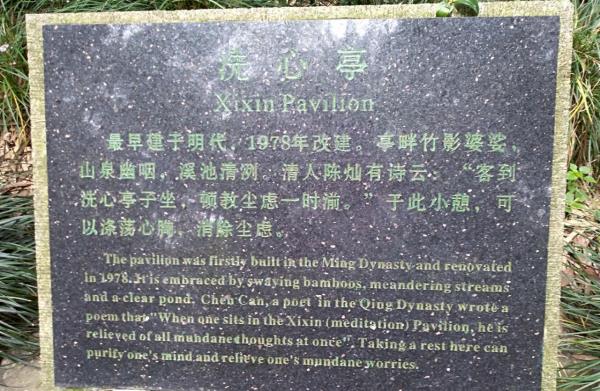 洗心亭
Xixin Pavilion
最早建于明代，1978年改建。亭畔竹影婆娑，
山泉幽咽，溪池清冽。清人陈灿有诗云：“客到
洗心亭子坐，顿教尘虑一时湔。”于此小憩，可
以涤荡心胸，消除尘虑。
The pavilion was firstly built in the Ming Dynasty and renovated
in 1978. It is embraced by swaying bamboos, meandering streams
and a clear pond. Chen Can, a poet in the Qing Dynasty wrote a
poem that "When one sits in the Xixin (meditation) Pavilion, he is
relieved of all muhdane thoughts at once". Taking a rest here can
purify one's mind and relieve one's mundane worries.